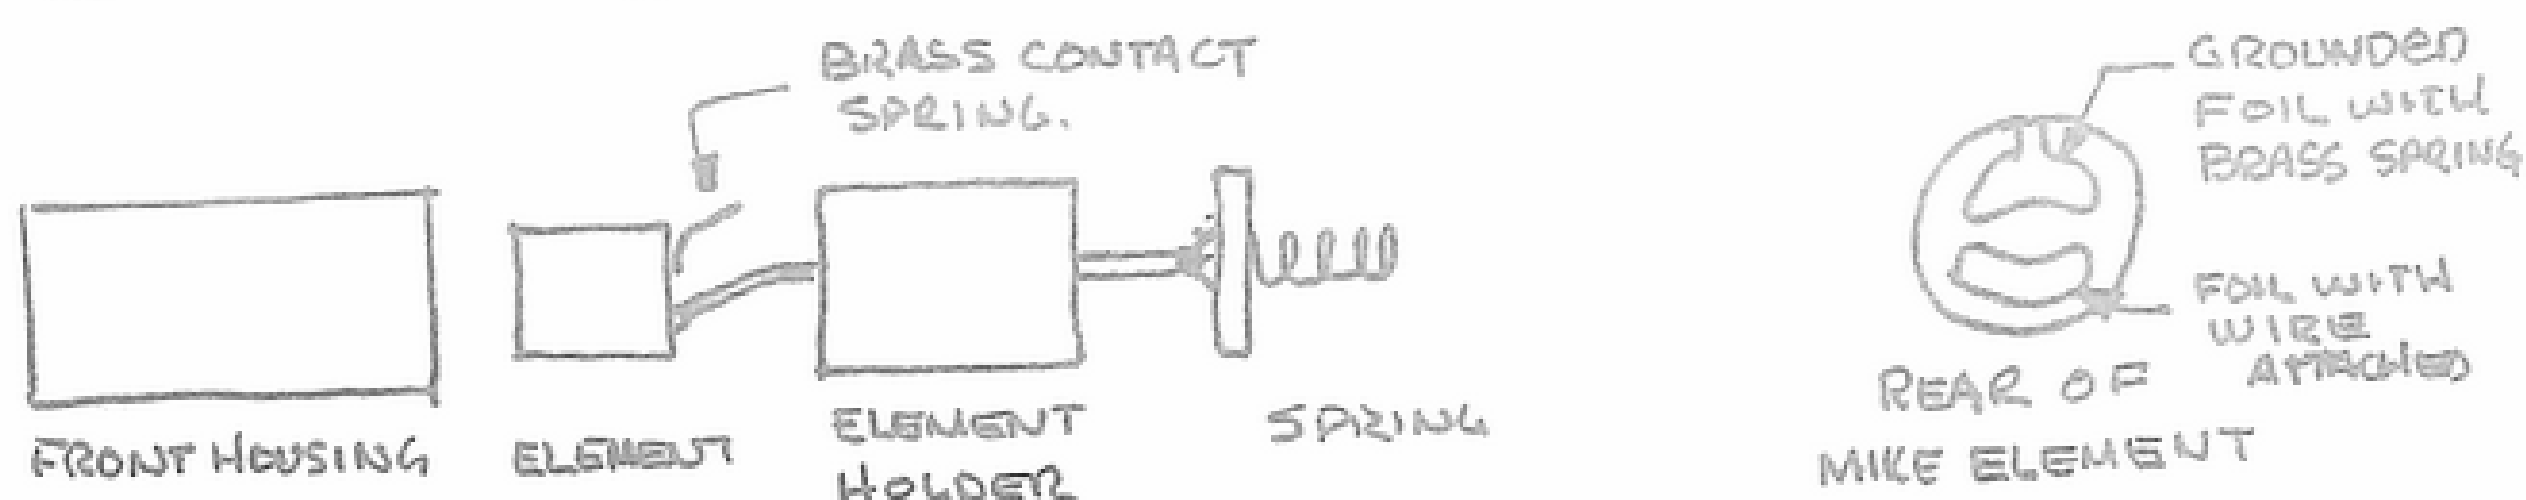 BRASS CONTACT
SPRING.
FRONT HOUSING
ELEMENT
ELEMENT
HOLDER
SPRING
GROUNDED
FOIL WITH
BRASS SPRING
FOIL WITH
WIRE
ATTACHED
REAR OF
MIKE ELEMENT